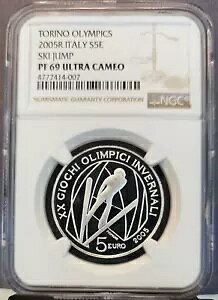 TORINO OLYMPICS
2005R ITALY S5E
SKI JUMP
PF 69 ULTRA CAMEO
4777414-007
NUMISMATIC GUARANTY CORPORATION
NGC
XX GIOCHI OLIMPICI INVERNALI
5 EURO
2005